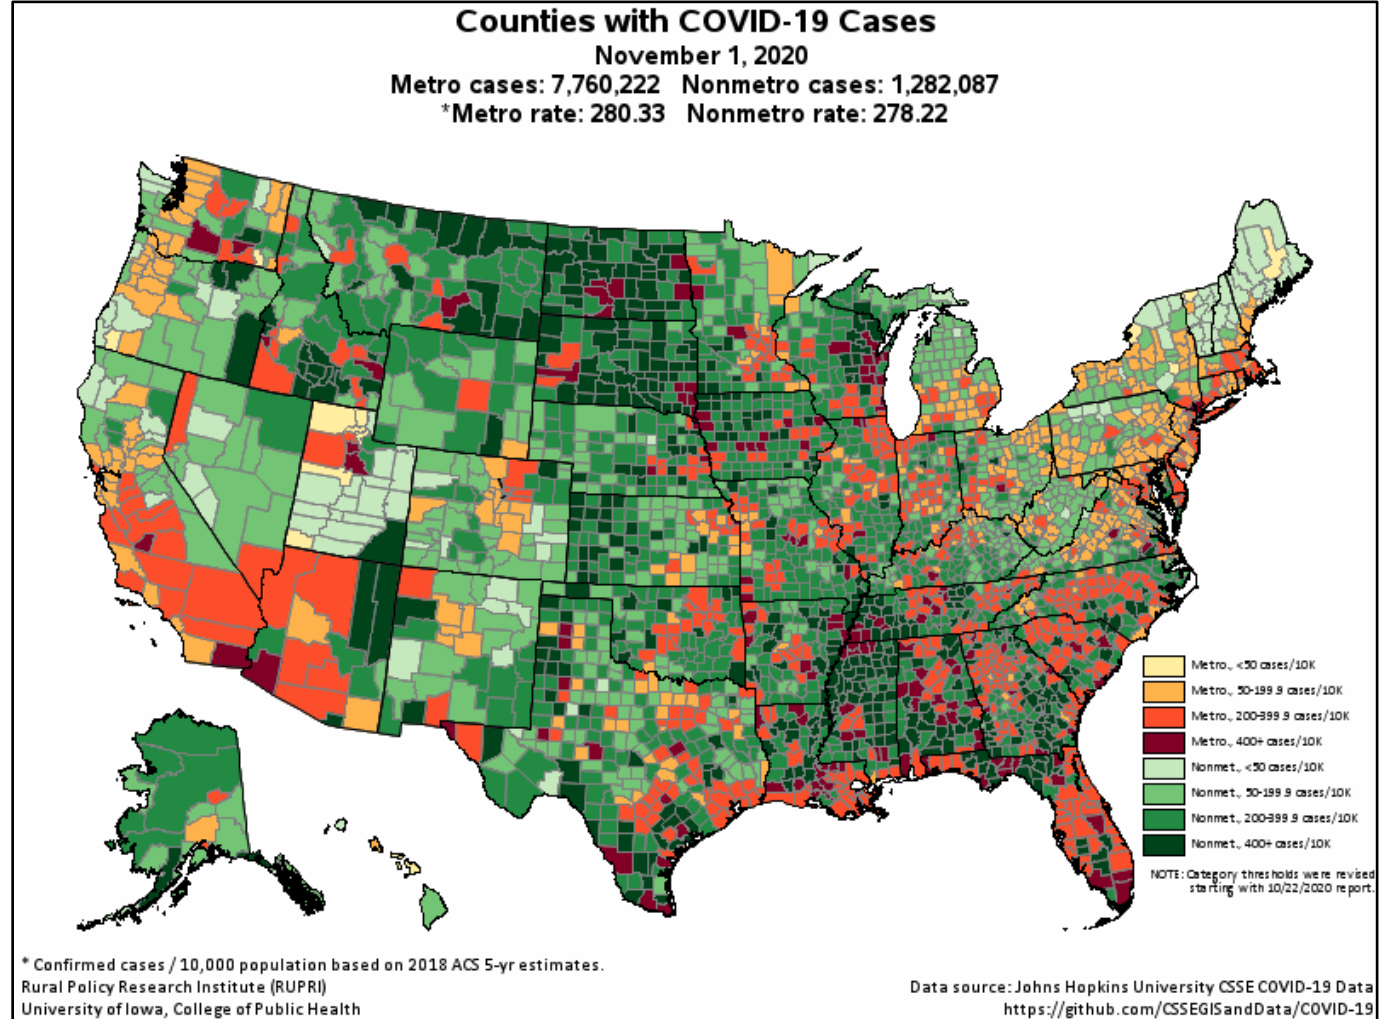 Counties with COVID-19 Cases
November 1, 2020
Metro cases: 7,760,222 Nonmetro cases: 1,282,087
*Metro rate: 280.33 Nonmetro rate: 278.22
Metro., <50 cases/10K
Metro., 50-199.9 cases/10K
Metro., 200-399.9 cases/10K
Metro., 400+ cases/10K
Nonmet., <50 cases/10K
Nonmet., 50-199.9 cases/10K
Nonmet., 200-399.9 cases/10K
Nonmet., 400+ cases/10K
NOTE: Category thresholds were revised
starting with 10/22/2020 report.
* Confirmed cases / 10,000 population based on 2018 ACS 5-yr estimates.
Rural Policy Research Institute (RUPRI)
University of Iowa, College of Public Health
Data source: Johns Hopkins University CSSE COVID-19 Data
https://github.com/CSSEGISandData/COVID-19